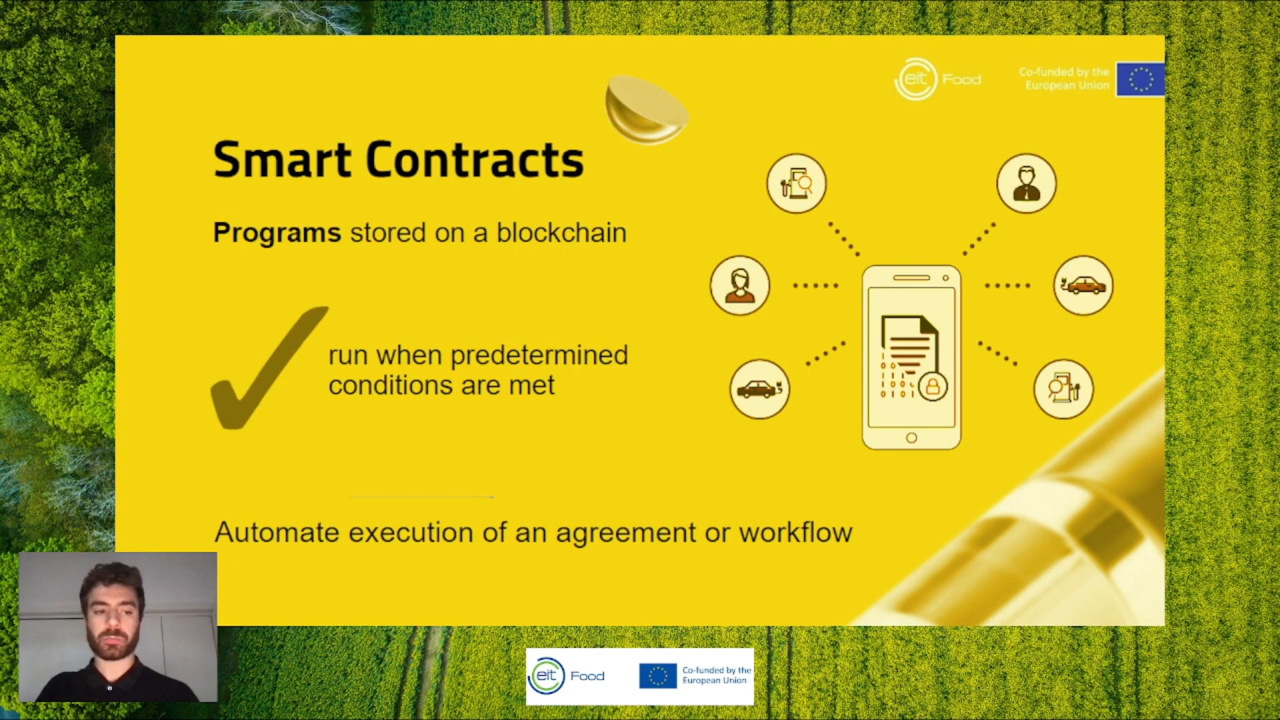 eit Food
Co-funded by the
European Union
Smart Contracts
Programs stored on a blockchain
run when predetermined
conditions are met
Automate execution of an agreement or workflow
eit Food
Co-funded by the
European Union